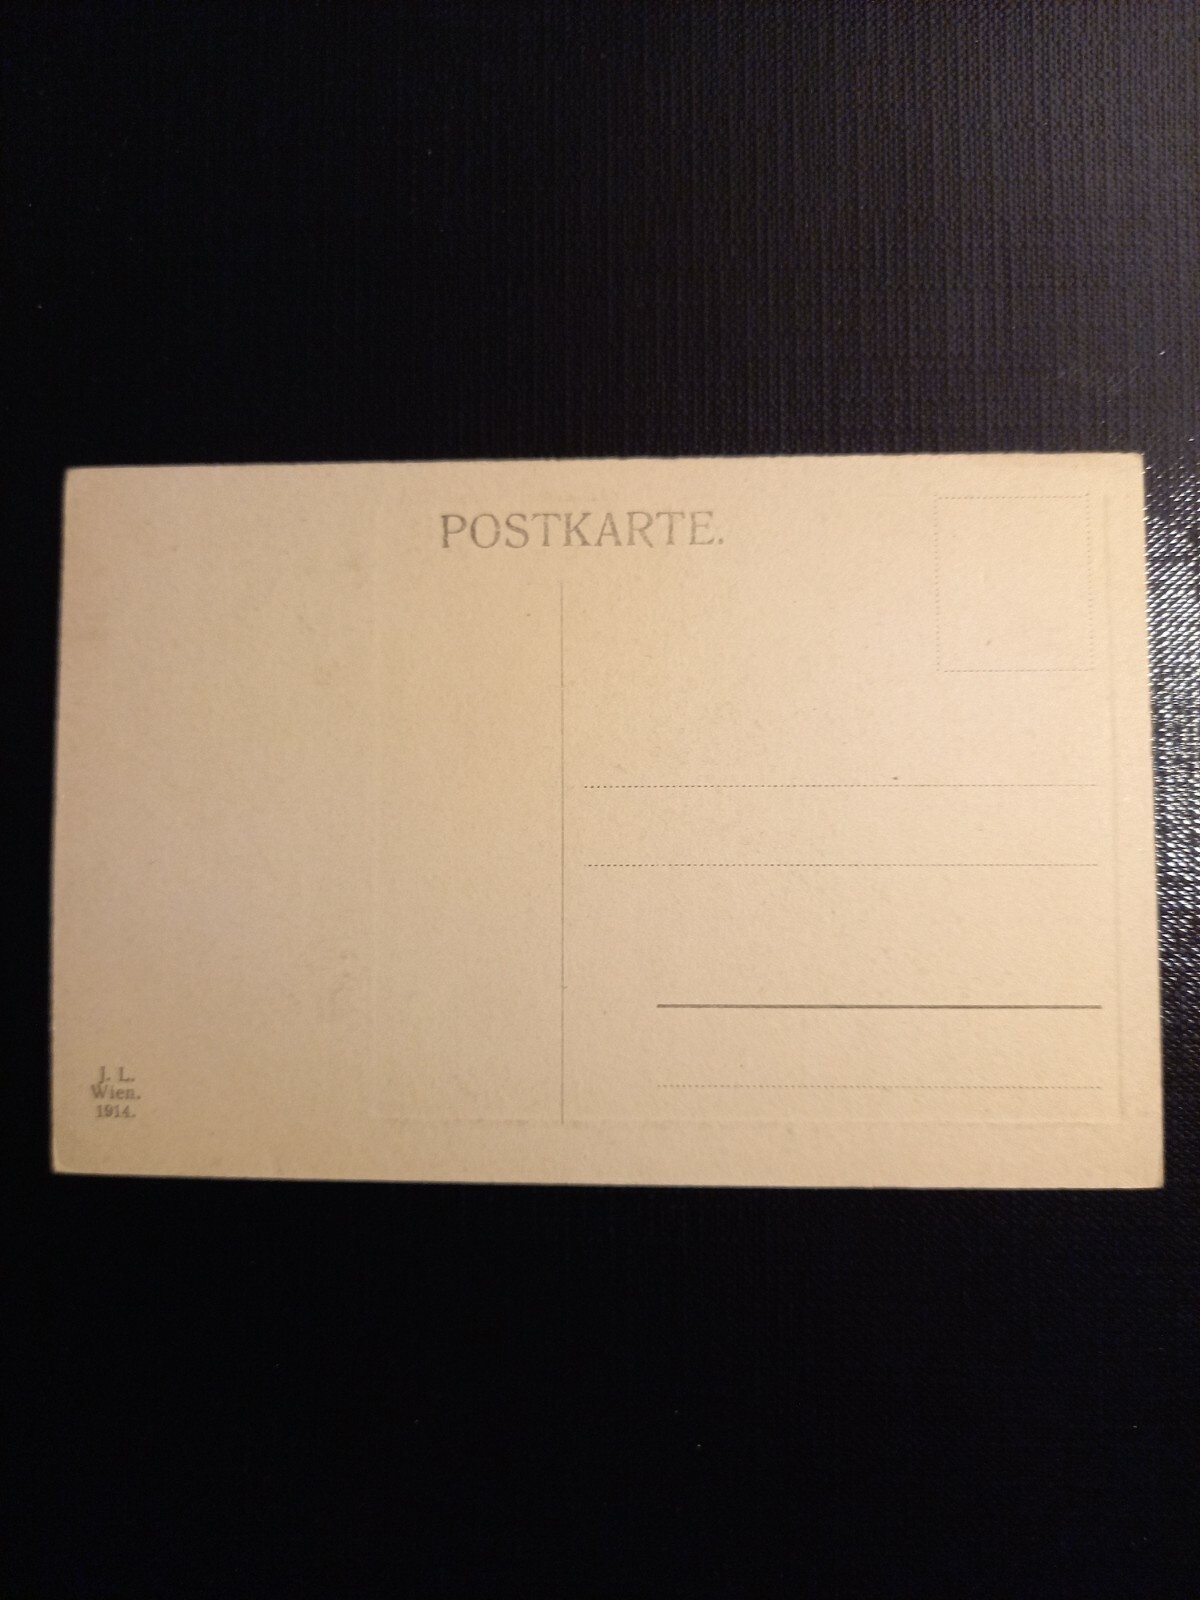 POSTKARTE.
J. L.
Wien.
1914.